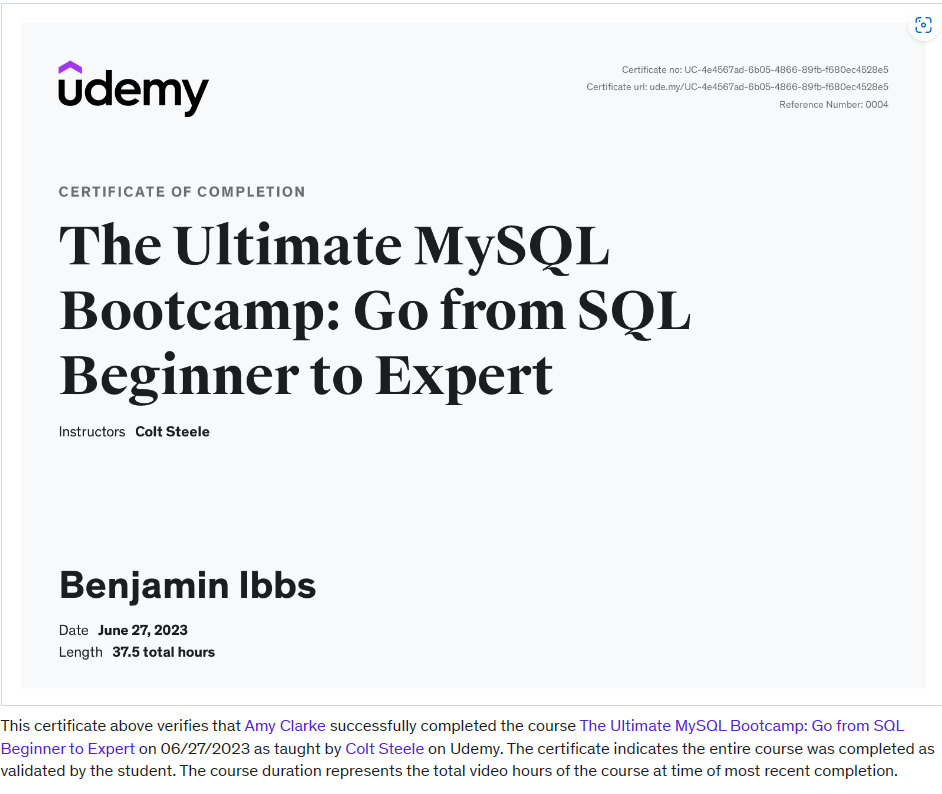 udemy
Certificate no: UC-4e4567ad-6b05-4866-89fb-f680ec4528e5
Certificate url: ude.my/UC-4e4567ad-6b05-4866-89fb-f680ec4528e5
Reference Number: 0004
CERTIFICATE OF COMPLETION
The Ultimate MySQL
Bootcamp: Go from SQL
Beginner to Expert
Instructors Colt Steele
Benjamin Ibbs
Date June 27, 2023
Length 37.5 total hours
This certificate above verifies that Amy Clarke successfully completed the course The Ultimate MySQL Bootcamp: Go from SQL
Beginner to Expert on 06/27/2023 as taught by Colt Steele on Udemy. The certificate indicates the entire course was completed as
validated by the student. The course duration represents the total video hours of the course at time of most recent completion.